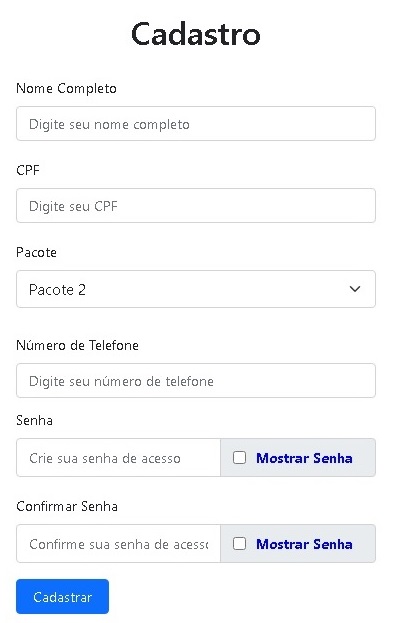 Cadastro
Nome Completo
Digite seu nome completo
CPF
Digite seu CPF
Pacote
Pacote 2
Número de Telefone
Digite seu número de telefone
Senha
Crie sua senha de acesso
Mostrar Senha
Confirmar Senha
Confirme sua senha de acesso
Mostrar Senha
Cadastrar